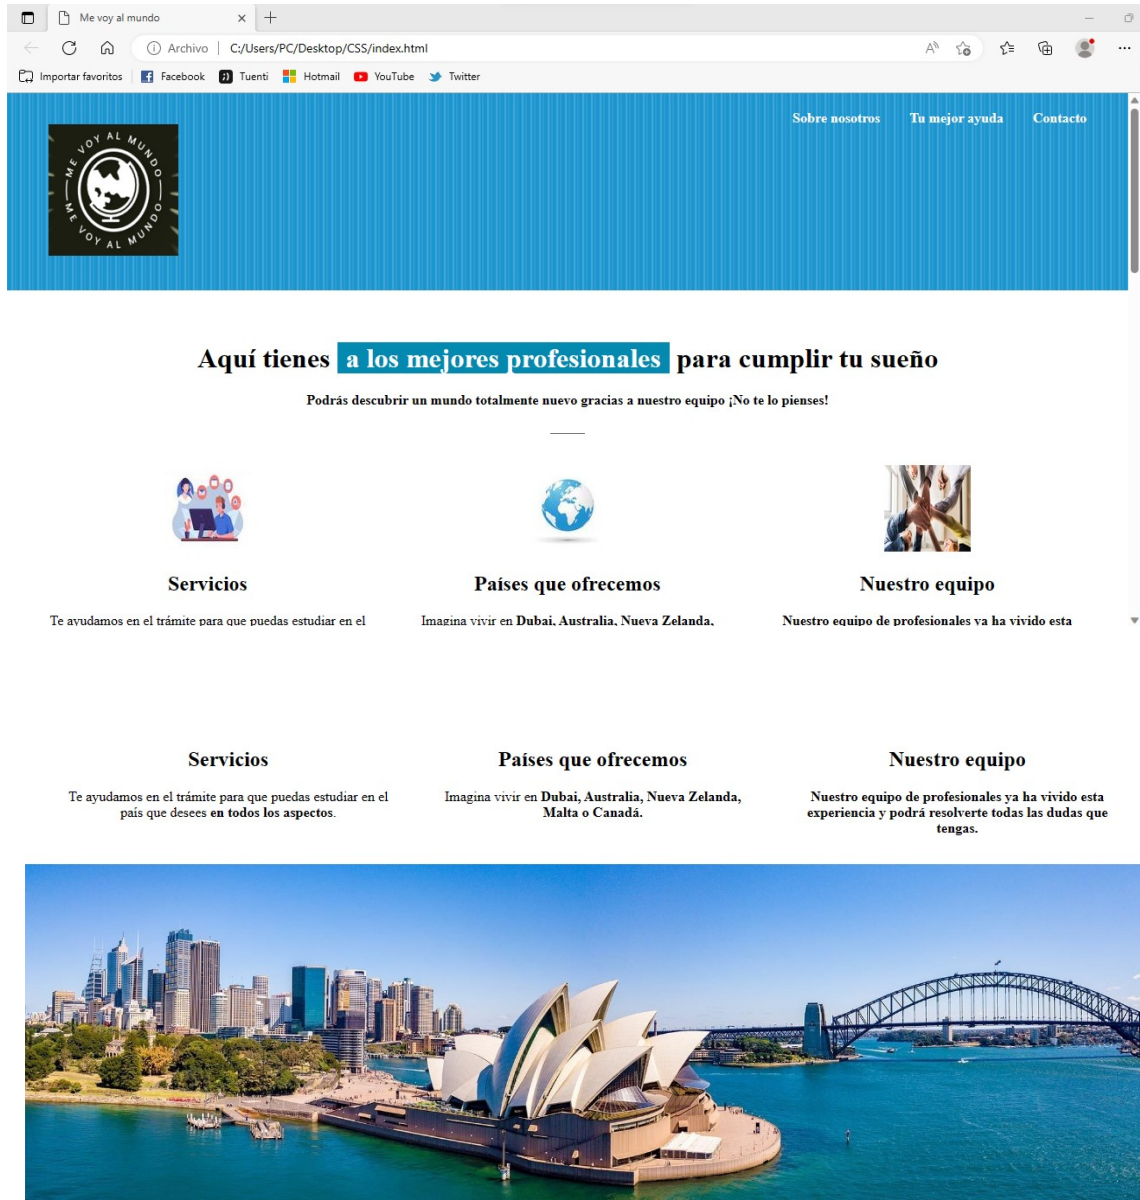 Me voy al mundo
Archivo | C:/Users/PC/Desktop/CSS/index.html
Importar favoritos Facebook Tuenti Hotmail YouTube Twitter
Sobre nosotros Tu mejor ayuda Contacto
ME VOY AL MUNDO
ME VOY AL MUNDO
Aquí tienes a los mejores profesionales para cumplir tu sueño
Podrás descubrir un mundo totalmente nuevo gracias a nuestro equipo ¡No te lo pienses!
Servicios Países que ofrecemos Nuestro equipo
Te ayudamos en el trámite para que puedas estudiar en el Imagina vivir en Dubai, Australia, Nueva Zelanda, Nuestro equipo de profesionales ya ha vivido esta
Servicios
Te ayudamos en el trámite para que puedas estudiar en el
país que desees en todos los aspectos.
Países que ofrecemos
Imagina vivir en Dubai, Australia, Nueva Zelanda,
Malta o Canadá.
Nuestro equipo
Nuestro equipo de profesionales ya ha vivido esta
experiencia y podrá resolverte todas las dudas que
tengas.